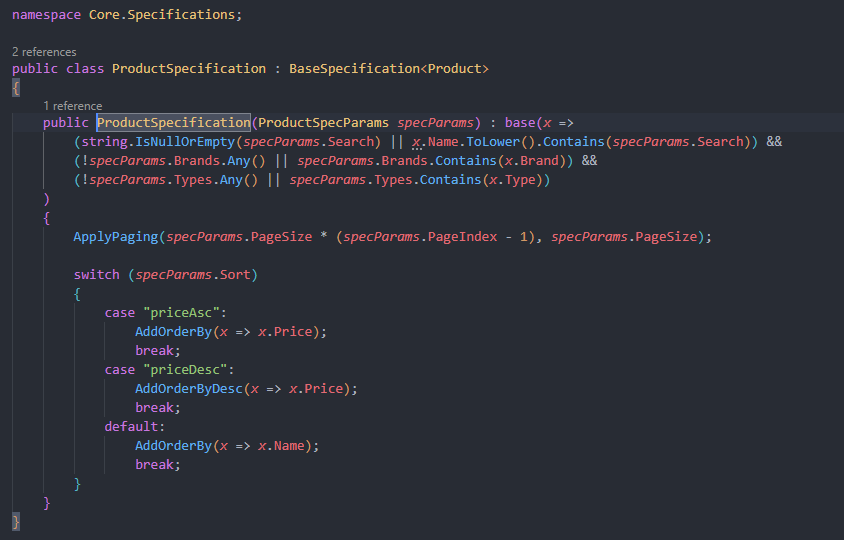 namespace Core.Specifications;
2 references
public class ProductSpecification : BaseSpecification<Product>
{
1 reference
public ProductSpecification(ProductSpecParams specParams) : base(x =>
(string.IsNullOrEmpty(specParams.Search) || x.Name.ToLower().Contains(specParams.Search)) &&
(!specParams.Brands.Any() || specParams.Brands.Contains(x.Brand)) &&
(!specParams.Types.Any() || specParams.Types.Contains(x.Type))
)
{
ApplyPaging(specParams.PageSize * (specParams.PageIndex - 1), specParams.PageSize);
switch (specParams.Sort)
{
case "priceAsc":
AddOrderBy(x => x.Price);
break;
case "priceDesc":
AddOrderByDesc(x => x.Price);
break;
default:
AddOrderBy(x => x.Name);
break;
}
}
}